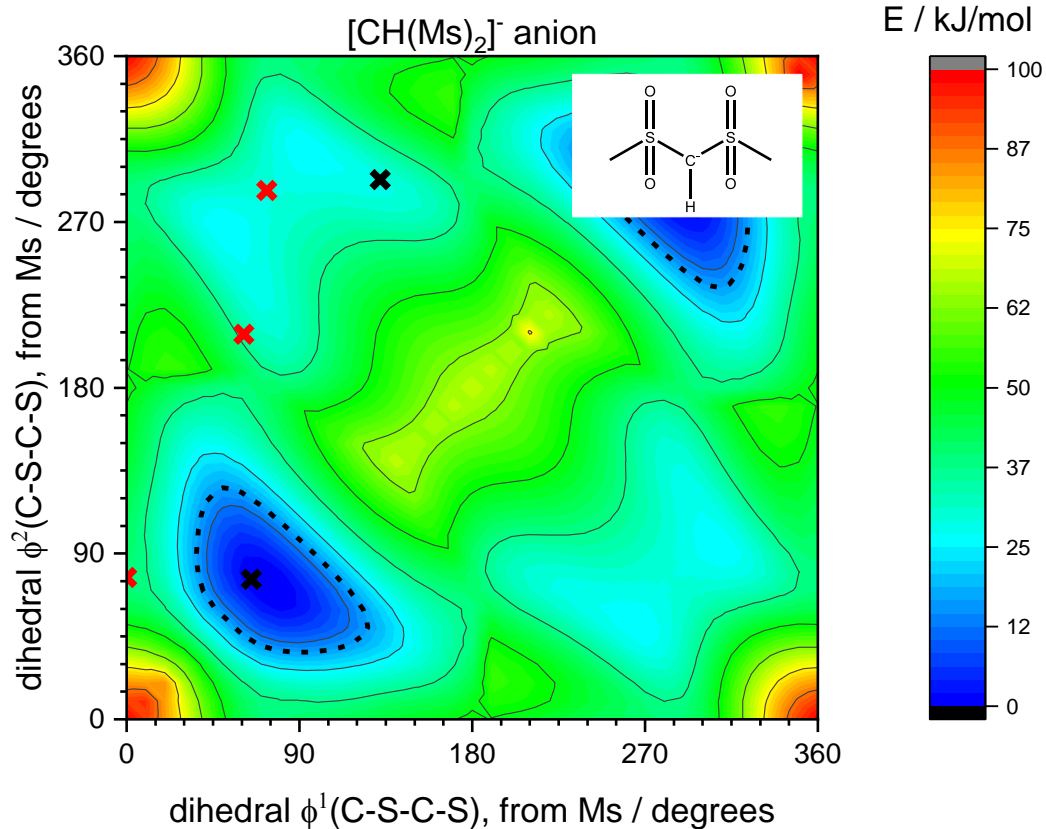 [CH(Ms)₂]⁻ anion
E / kJ/mol
360
270
180
90
0
0
90
180
270
360
dihedral ϕ²(C-S-C-S), from Ms / degrees
dihedral ϕ¹(C-S-C-S), from Ms / degrees
O O
S S
C⁻
O O
H
100
87
75
62
50
37
25
12
0